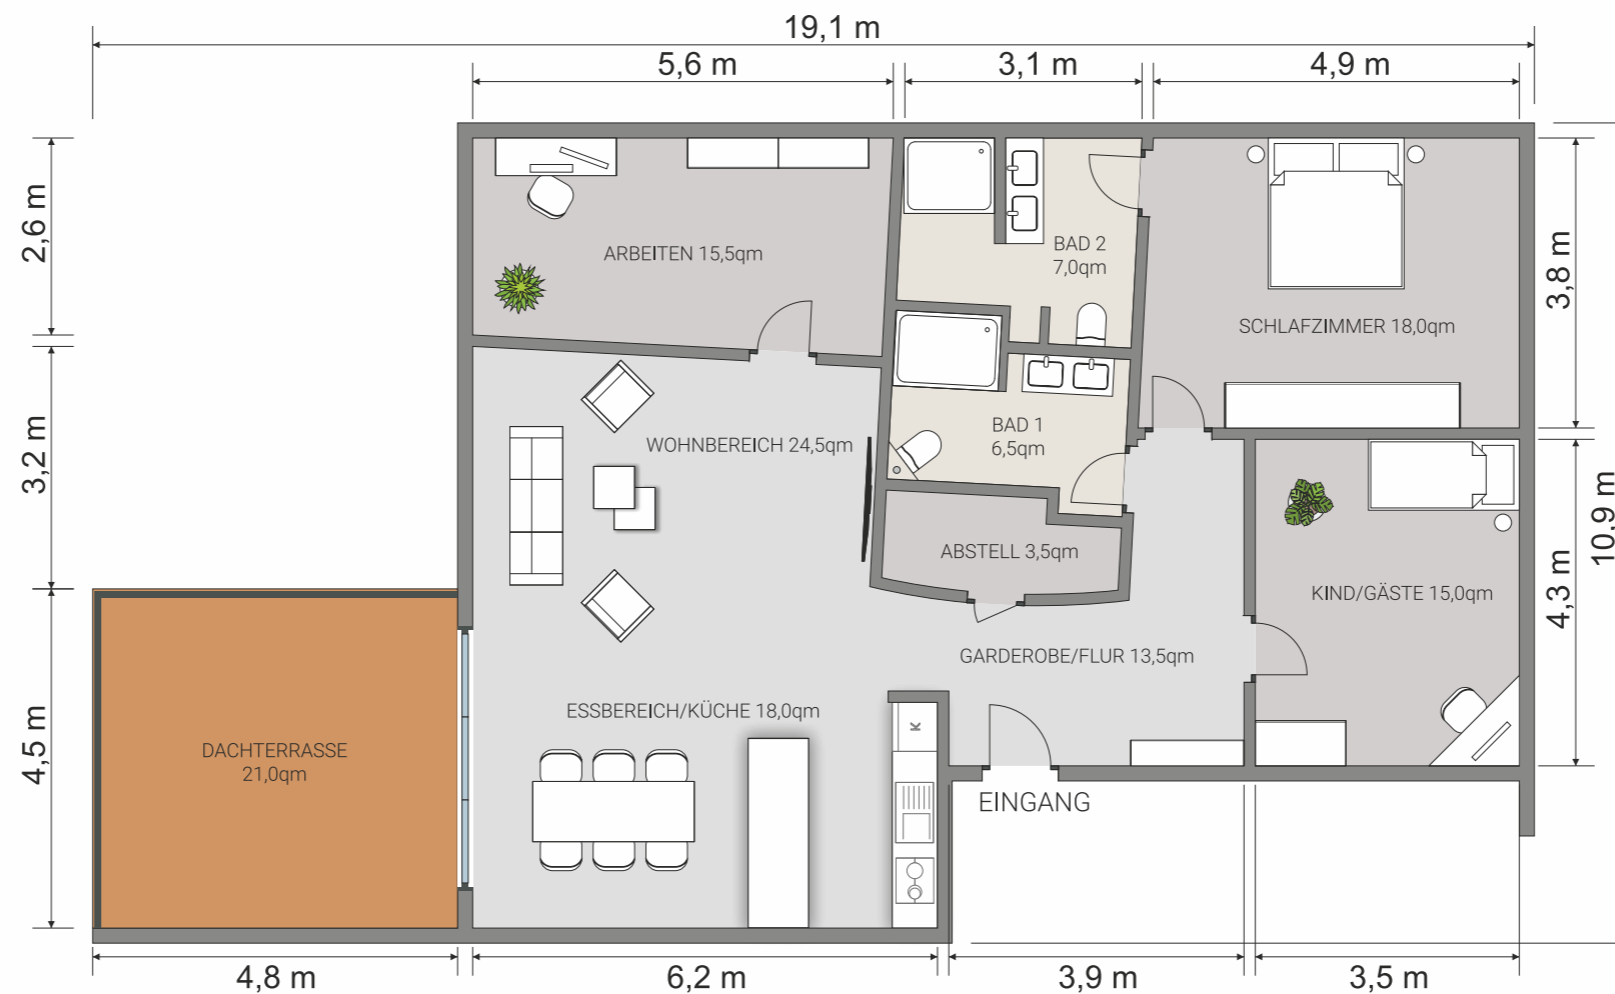 19,1 m
5,6 m
3,1 m
4,9 m
2,6 m
3,2 m
4,5 m
3,8 m
4,3 m
10,9 m
ARBEITEN 15,5qm
BAD 2
7,0qm
SCHLAFZIMMER 18,0qm
WOHNBEREICH 24,5qm
BAD 1
6,5qm
ABSTELL 3,5qm
KIND/GÄSTE 15,0qm
GARDEROBE/FLUR 13,5qm
ESSBEREICH/KÜCHE 18,0qm
K
DACHTERRASSE
21,0qm
EINGANG
4,8 m
6,2 m
3,9 m
3,5 m